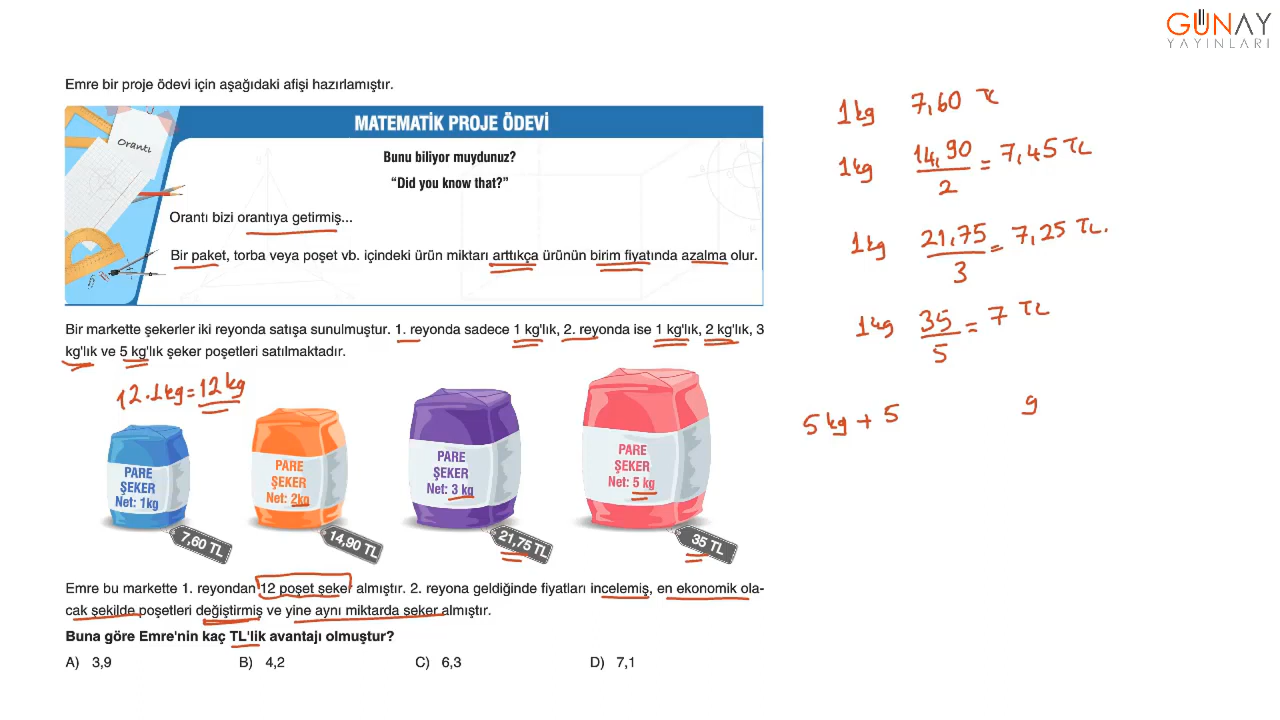 GÜNAY
YAYINLARI
Emre bir proje ödevi için aşağıdaki afişi hazırlamıştır.
Orantı
MATEMATİK PROJE ÖDEVİ
Bunu biliyor muydunuz?
“Did you know that?”
Orantı bizi orantıya getirmiş...
Bir paket, torba veya poşet vb. içindeki ürün miktarı arttıkça ürünün birim fiyatında azalma olur.
Bir markette şekerler iki reyonda satışa sunulmuştur. 1. reyonda sadece 1 kg'lık, 2. reyonda ise 1 kg'lık, 2 kg'lık, 3
kg'lık ve 5 kg'lık şeker poşetleri satılmaktadır.
12.1kg=12kg
PARE
ŞEKER
Net: 1kg
7,60 TL
PARE
ŞEKER
Net: 2kg
14,90 TL
PARE
ŞEKER
Net: 3 kg
21,75 TL
PARE
ŞEKER
Net: 5 kg
35 TL
Emre bu markette 1. reyondan 12 poşet şeker almıştır. 2. reyona geldiğinde fiyatları incelemiş, en ekonomik ola-
cak şekilde poşetleri değiştirmiş ve yine aynı miktarda seker almıştır.
Buna göre Emre'nin kaç TL'lik avantajı olmuştur?
A) 3,9 B) 4,2 C) 6,3 D) 7,1
1kg 7,60 TL
1kg 14,90/2 = 7,45 TL
1kg 21,75/3 = 7,25 TL.
1kg 35/5 = 7 TL
5 kg + 5 9